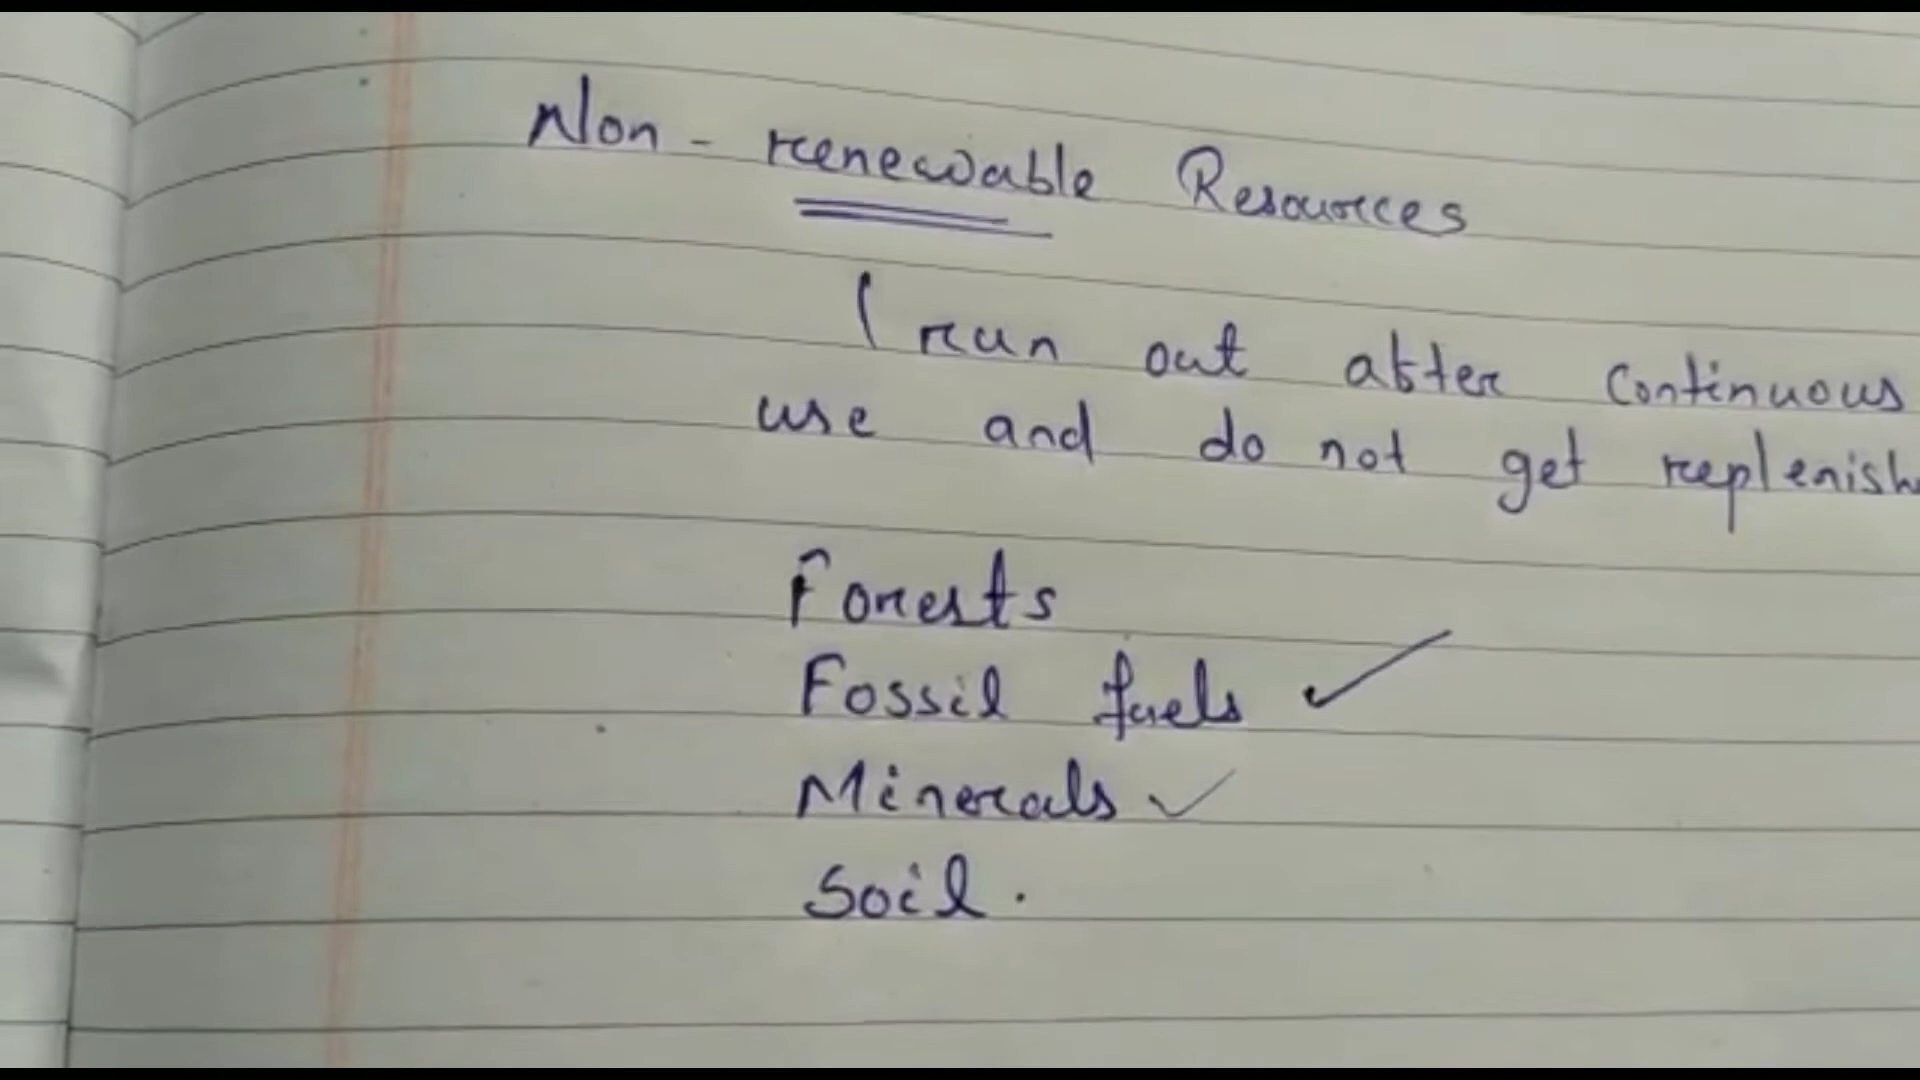 Non - renewable Resources
( run out after continuous
use and do not get replenish
Forests
Fossil fuels ✓
Minerals ✓
Soil.